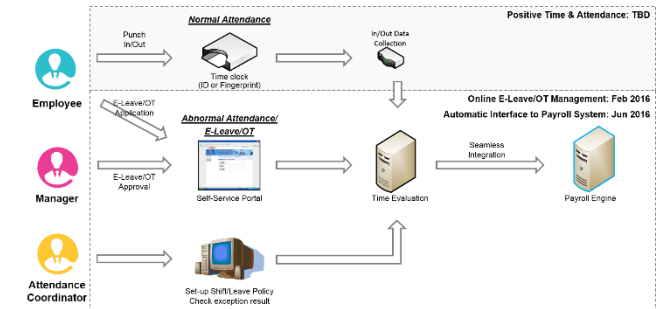 Normal Attendance
Positive Time & Attendance: TBD
Punch
In/Out
In/Out Data
Collection
Time clock
(ID or Fingerprint)
Employee
E-Leave/OT
Application
Online E-Leave/OT Management: Feb 2016
Automatic Interface to Payroll System: Jun 2016
Abnormal Attendance/
E-Leave/OT
Seamless
Integration
E-Leave/OT
Approval
Manager
Self-Service Portal
Time Evaluation
Payroll Engine
Attendance
Coordinator
Set-up Shift/Leave Policy
Check exception result